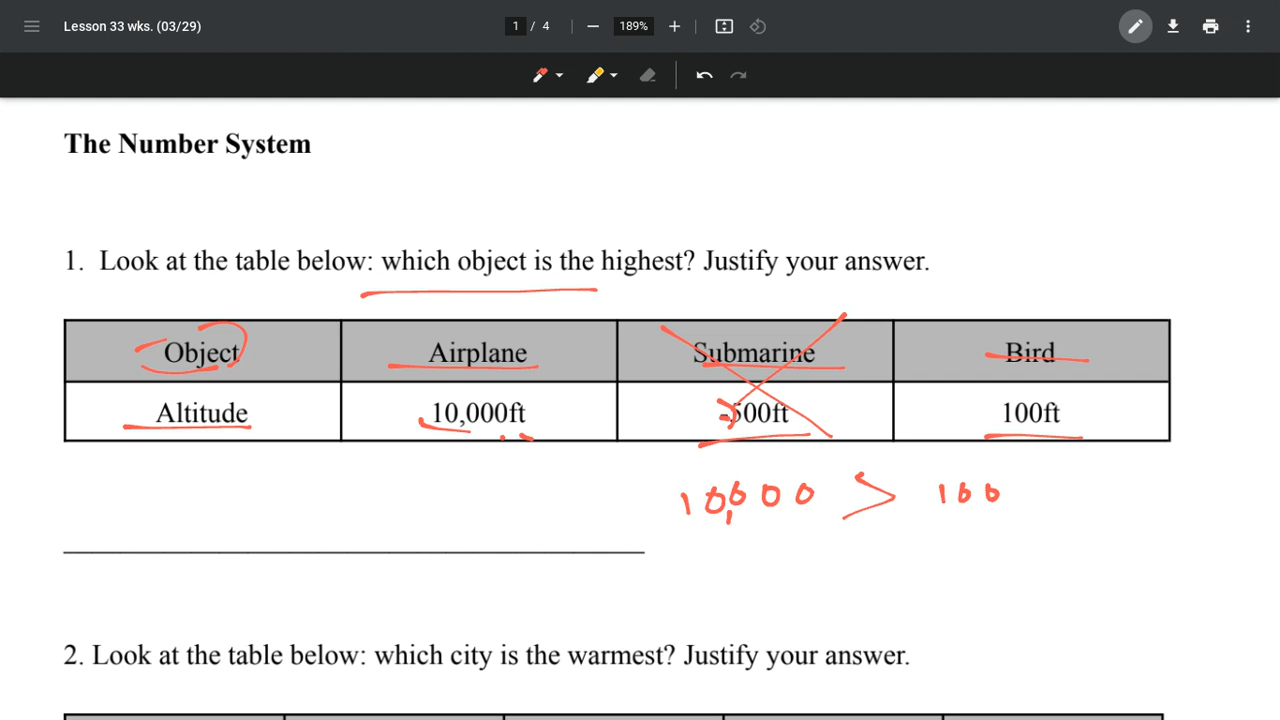 Lesson 33 wks. (03/29)
1 / 4
189%
The Number System
1. Look at the table below: which object is the highest? Justify your answer.
Object Airplane Submarine Bird
Altitude 10,000ft -500ft 100ft
10,000 > 100
2. Look at the table below: which city is the warmest? Justify your answer.